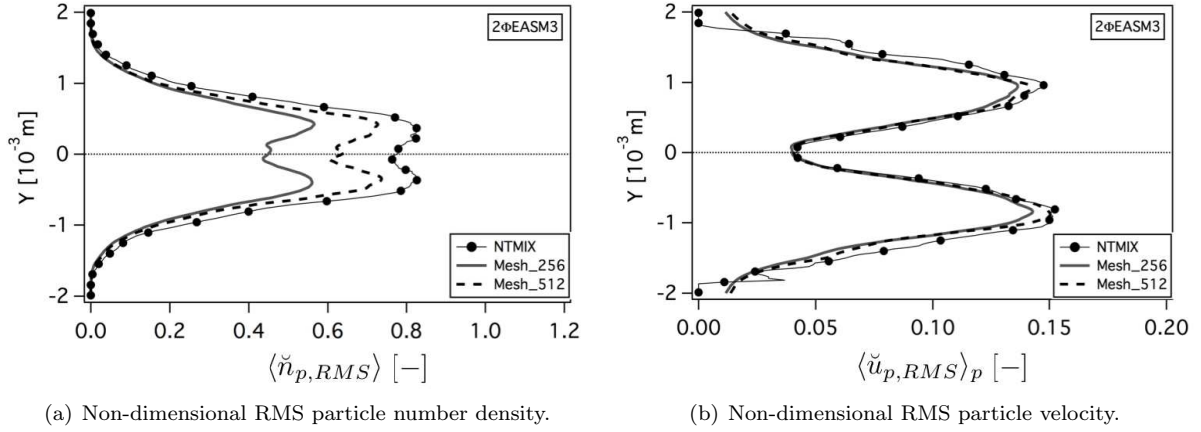 2ΦEASM3
2
1
0
-1
-2
Y [10⁻³m]
NTMIX
Mesh_256
Mesh_512
0.0 0.2 0.4 0.6 0.8 1.0 1.2
⟨n̆p,RMS⟩ [−]
(a) Non-dimensional RMS particle number density.
2ΦEASM3
2
1
0
-1
-2
Y [10⁻³m]
NTMIX
Mesh_256
Mesh_512
0.00 0.05 0.10 0.15 0.20
⟨ŭp,RMS⟩p [−]
(b) Non-dimensional RMS particle velocity.